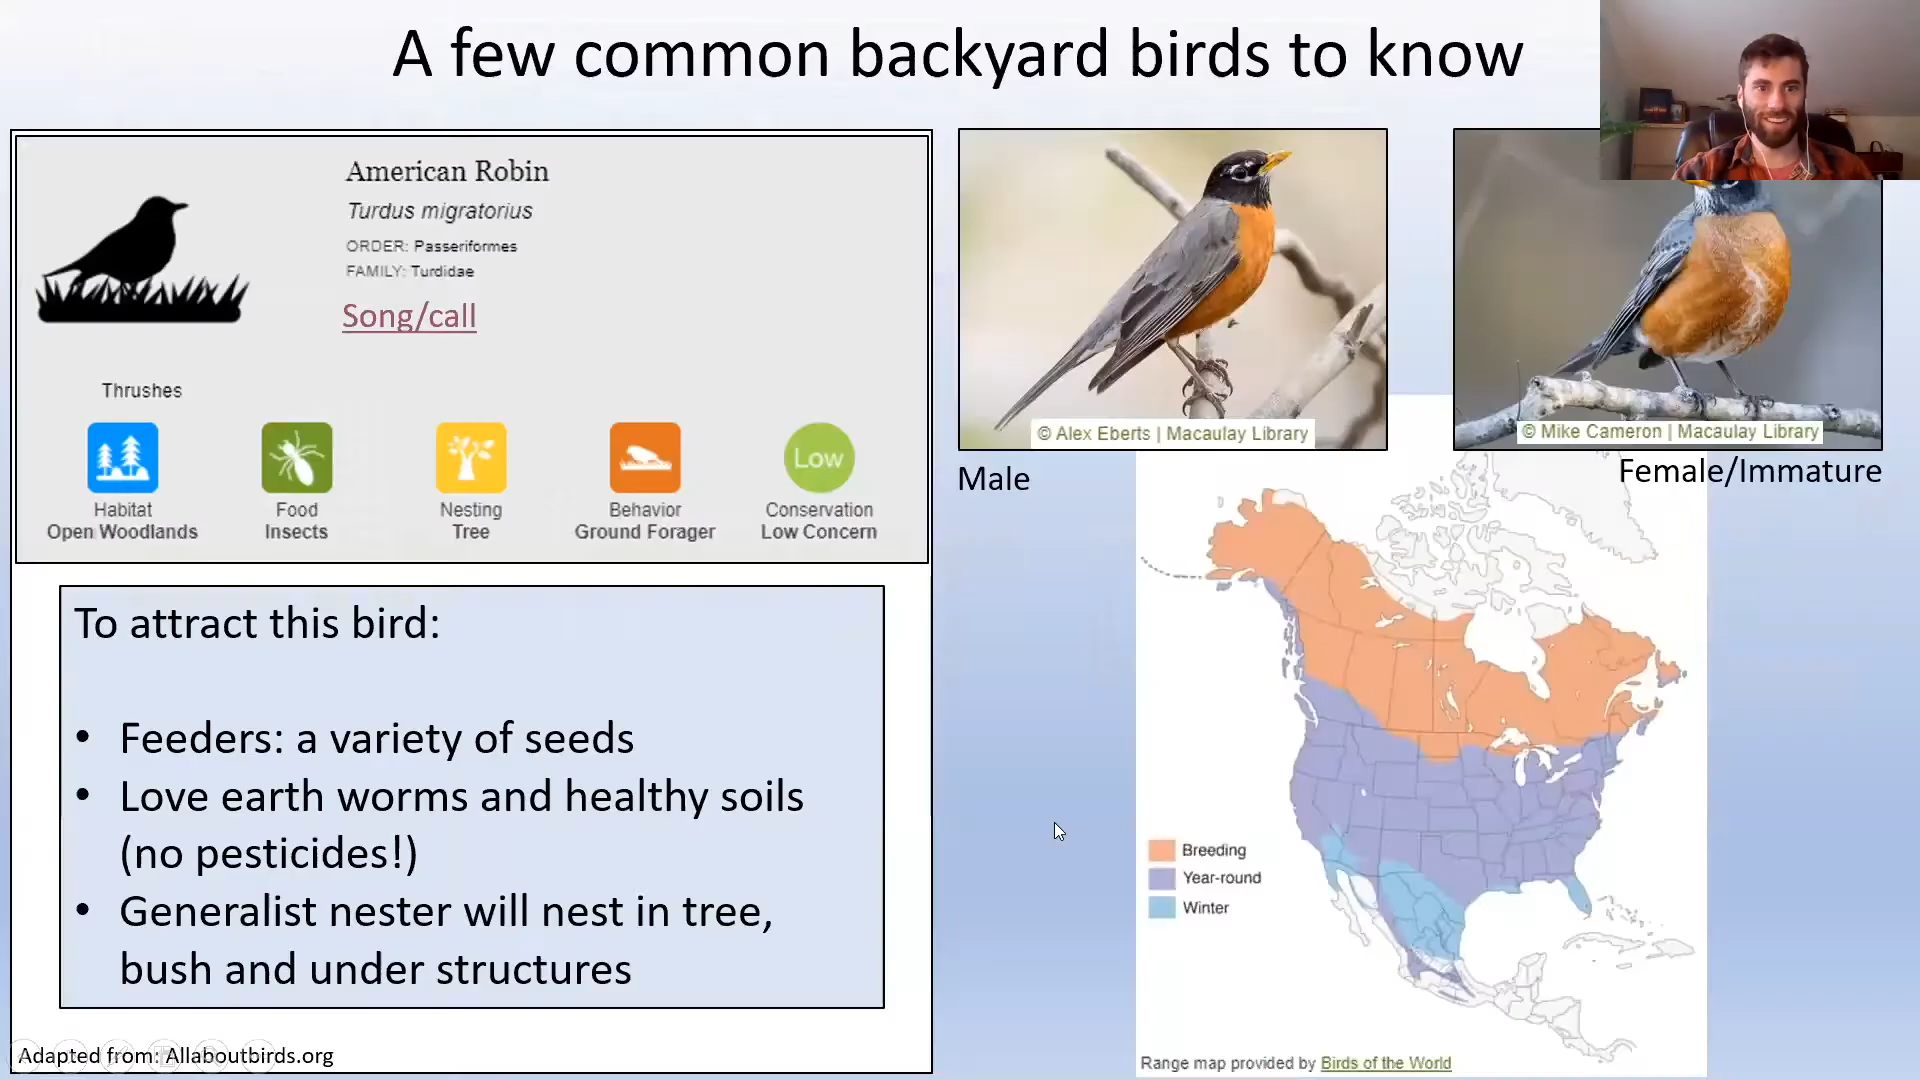 A few common backyard birds to know
American Robin
Turdus migratorius
ORDER: Passeriformes
FAMILY: Turdidae
Song/call
Thrushes
Low
Habitat
Open Woodlands
Food
Insects
Nesting
Tree
Behavior
Ground Forager
Conservation
Low Concern
To attract this bird:
• Feeders: a variety of seeds
• Love earth worms and healthy soils
(no pesticides!)
• Generalist nester will nest in tree,
bush and under structures
Adapted from: Allaboutbirds.org
© Alex Eberts | Macaulay Library
Male
© Mike Cameron | Macaulay Library
Female/Immature
Breeding
Year-round
Winter
Range map provided by Birds of the World